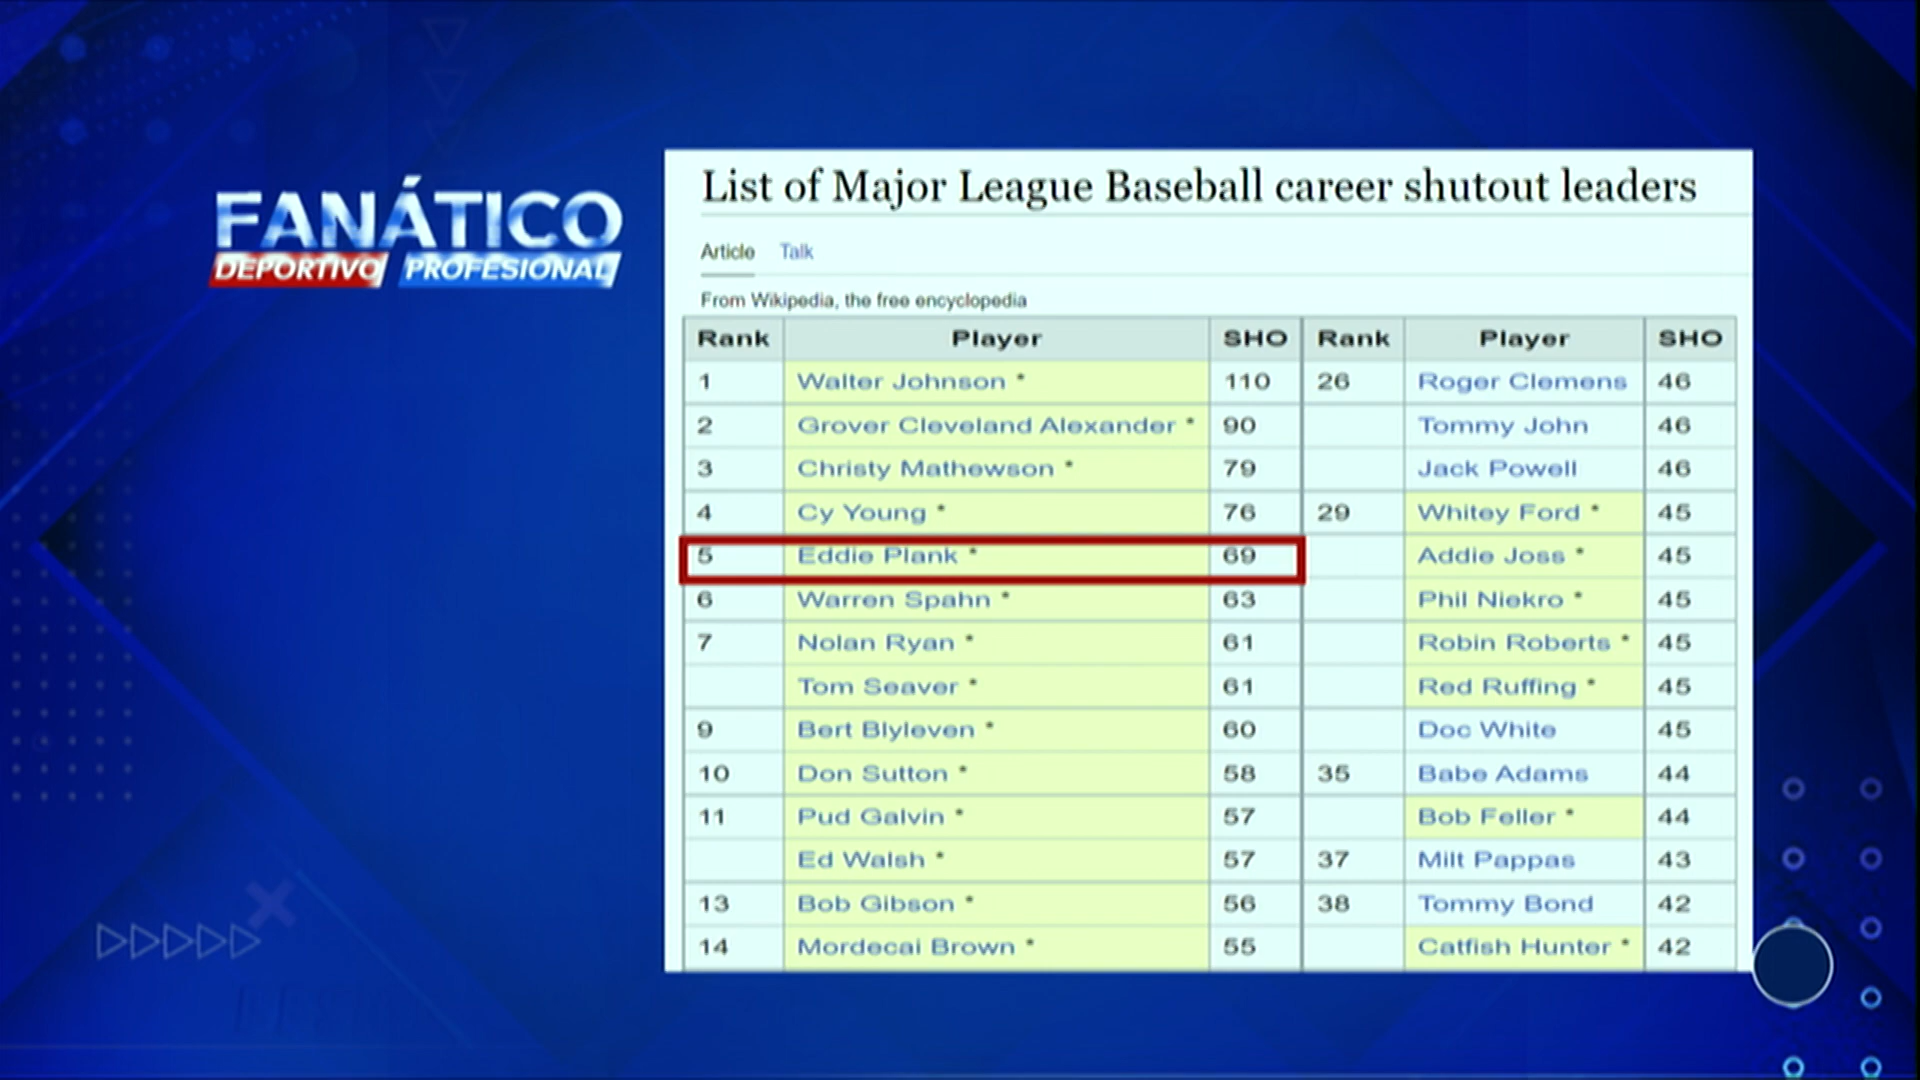 FANÁTICO
DEPORTIVO PROFESIONAL
List of Major League Baseball career shutout leaders
Article Talk
From Wikipedia, the free encyclopedia
Rank Player SHO Rank Player SHO
1 Walter Johnson * 110 26 Roger Clemens 46
2 Grover Cleveland Alexander * 90 Tommy John 46
3 Christy Mathewson * 79 Jack Powell 46
4 Cy Young * 76 29 Whitey Ford * 45
5 Eddie Plank * 69 Addie Joss * 45
6 Warren Spahn * 63 Phil Niekro * 45
7 Nolan Ryan * 61 Robin Roberts * 45
Tom Seaver * 61 Red Ruffing * 45
9 Bert Blyleven * 60 Doc White 45
10 Don Sutton * 58 35 Babe Adams 44
11 Pud Galvin * 57 Bob Feller * 44
Ed Walsh * 57 37 Milt Pappas 43
13 Bob Gibson * 56 38 Tommy Bond 42
14 Mordecai Brown * 55 Catfish Hunter * 42